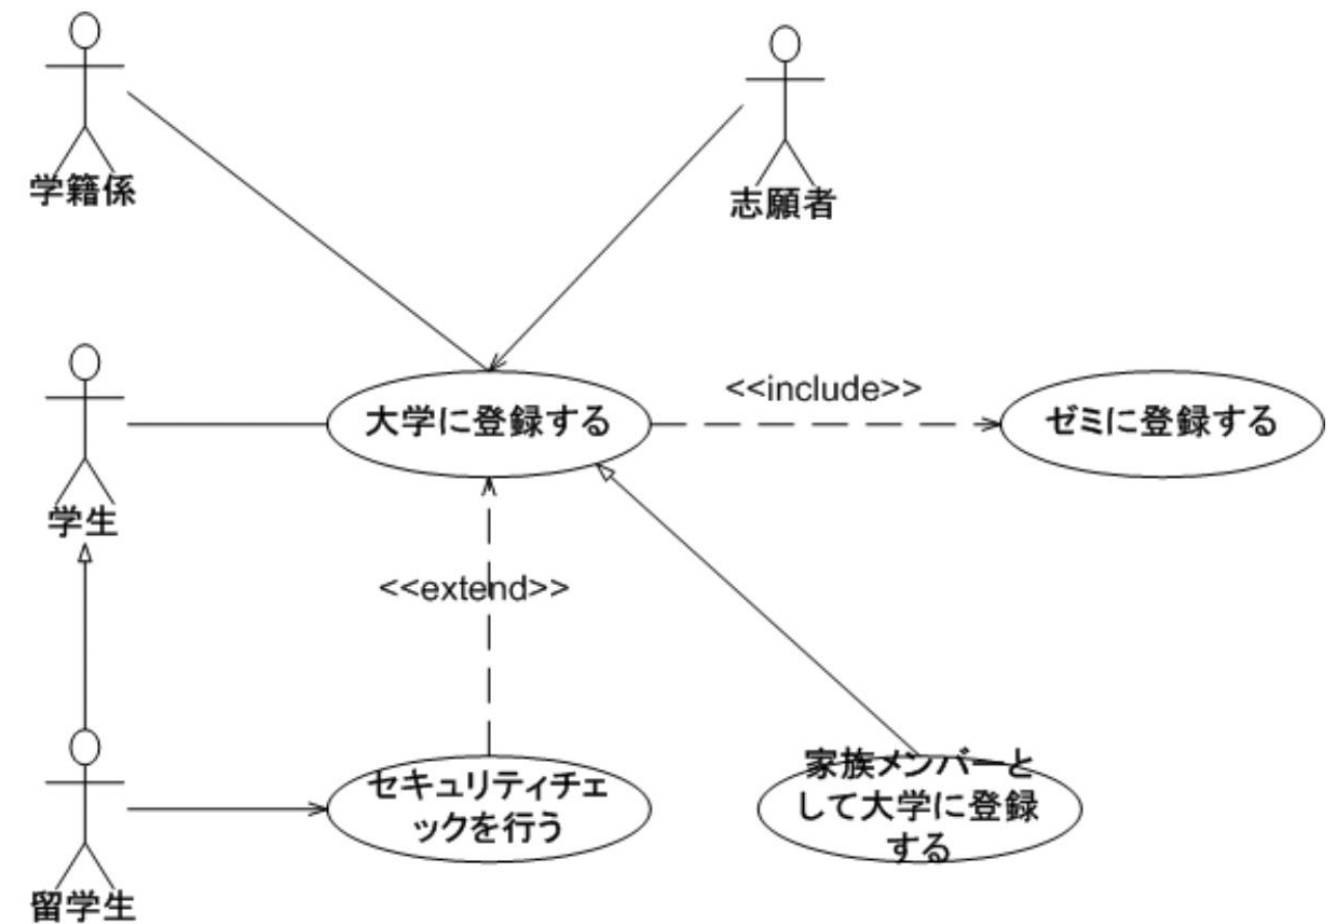 学籍係
志願者
<<include>>
大学に登録する
ゼミに登録する
学生
<<extend>>
セキュリティチェ
ックを行う
家族メンバーと
して大学に登録
する
留学生